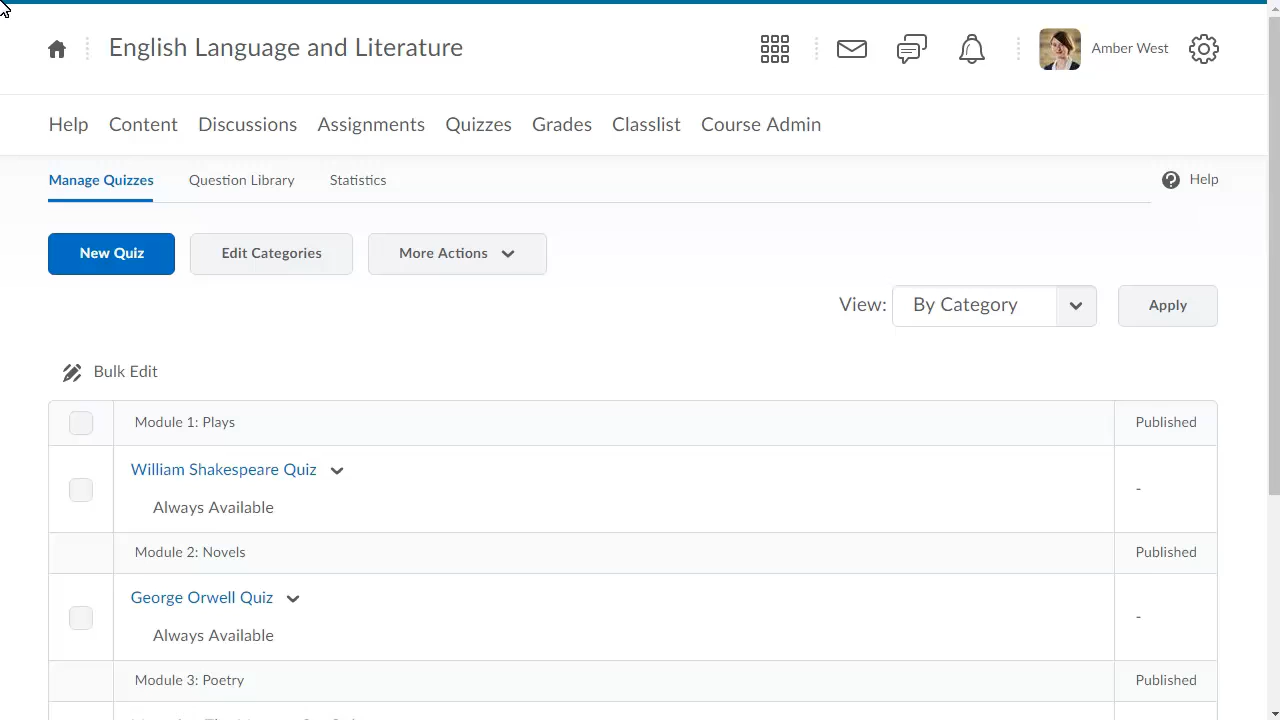 English Language and Literature
Amber West
Help Content Discussions Assignments Quizzes Grades Classlist Course Admin
Manage Quizzes Question Library Statistics
Help
New Quiz Edit Categories More Actions
View: By Category Apply
Bulk Edit
Module 1: Plays Published
William Shakespeare Quiz
Always Available
-
Module 2: Novels Published
George Orwell Quiz
Always Available
-
Module 3: Poetry Published